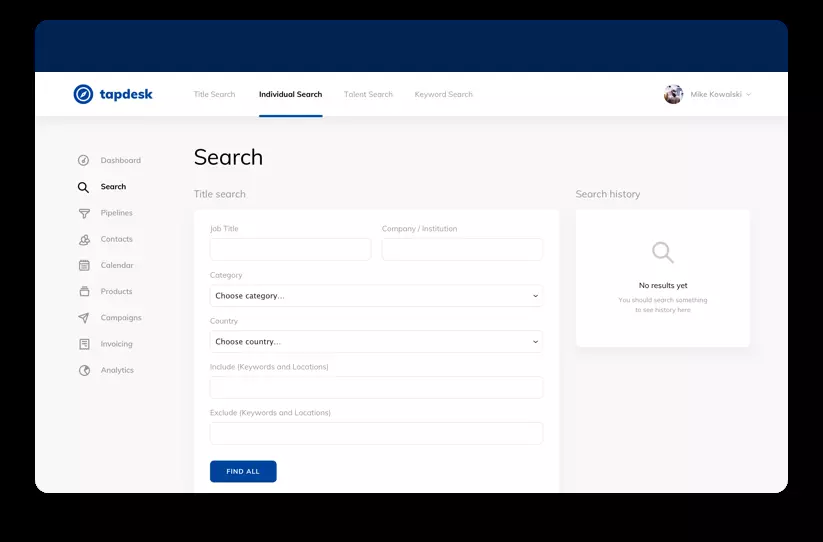 tapdesk
Title Search
Individual Search
Talent Search
Keyword Search
Mike Kowalski
Dashboard
Search
Pipelines
Contacts
Calendar
Products
Campaigns
Invoicing
Analytics
Search
Title search
Job Title
Company / Institution
Category
Choose category...
Country
Choose country...
Include (Keywords and Locations)
Exclude (Keywords and Locations)
FIND ALL
Search history
No results yet
You should search something
to see history here